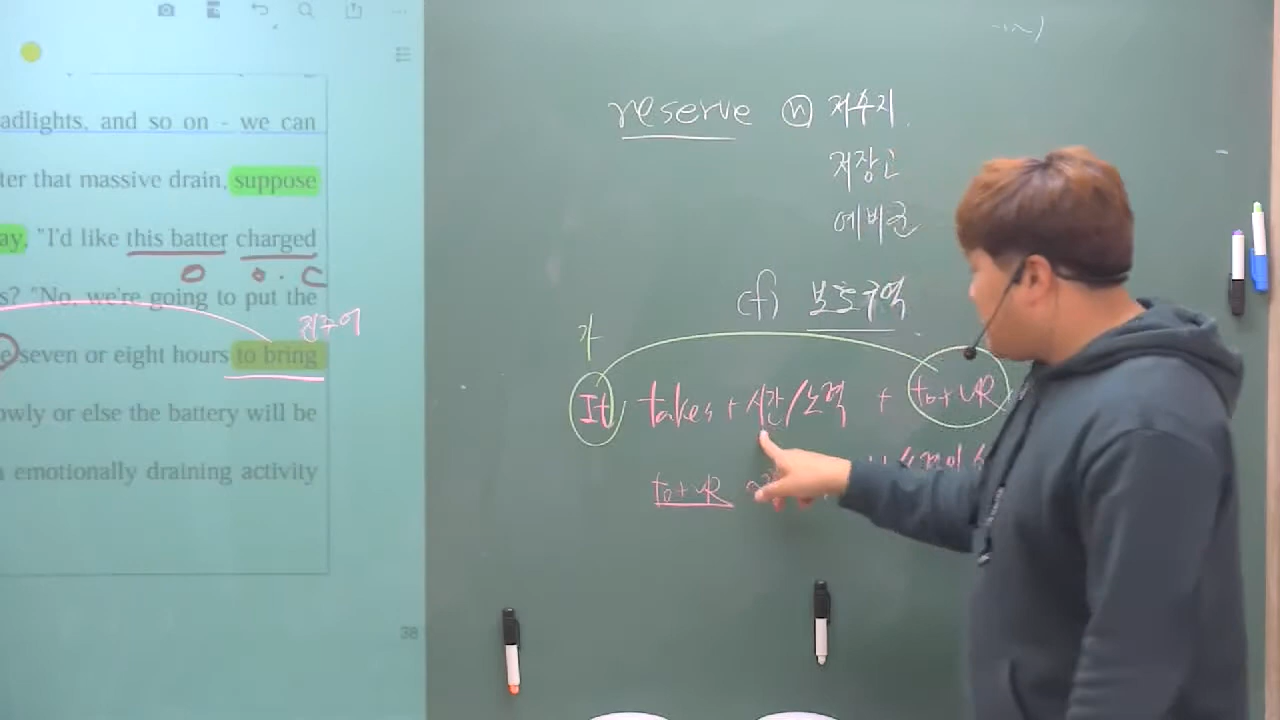 adlights, and so on - we can
ter that massive drain, suppose
ay, "I'd like this batter charged
O O . C
s? "No, we're going to put the
진주어
e seven or eight hours to bring
owly or else the battery will be
n emotionally draining activity
38
reserve ⓝ 저수지
저장고
예비군
(f) 보호구역
가
It takes + 시간/노력 + to+VR
to+VR